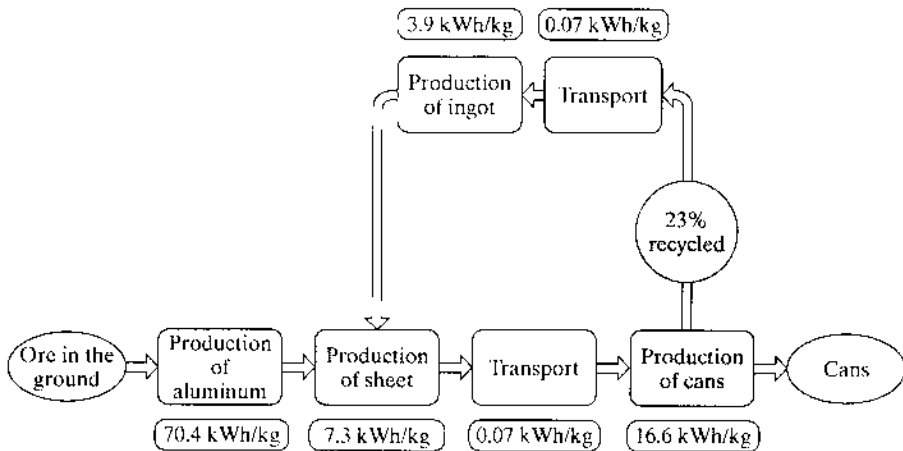 3.9 kWh/kg
0.07 kWh/kg
Production
of ingot
Transport
23%
recycled
Ore in the
ground
Production
of
aluminum
Production
of sheet
Transport
Production
of cans
Cans
70.4 kWh/kg
7.3 kWh/kg
0.07 kWh/kg
16.6 kWh/kg